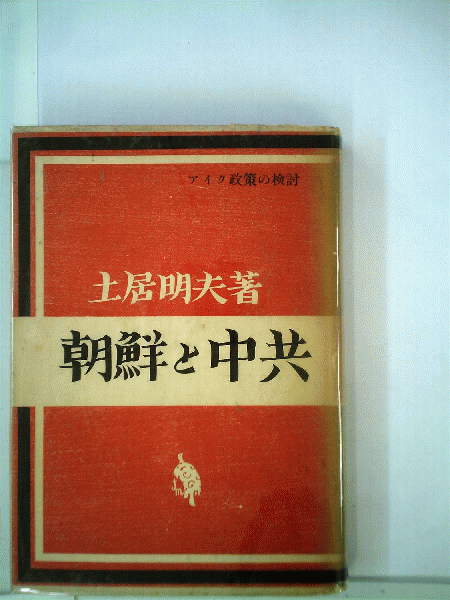 アイク政策の検討
土居明夫著
朝鮮と中共